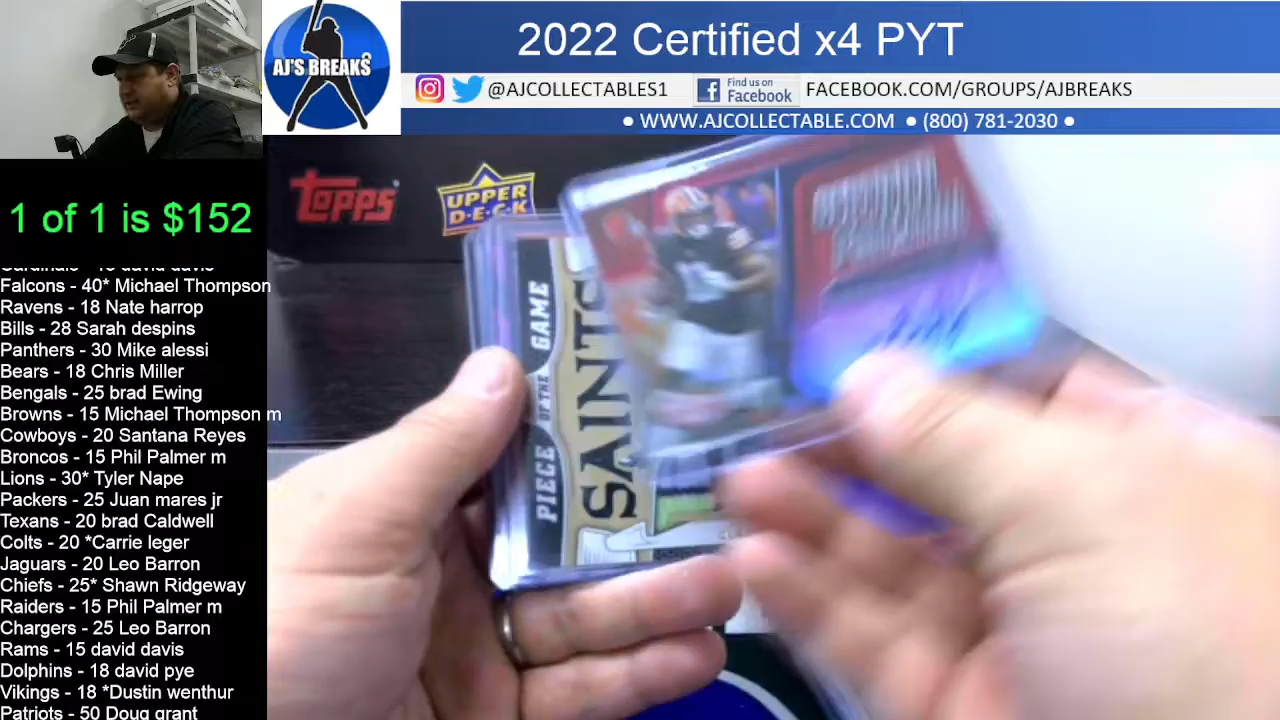 2022 Certified x4 PYT
AJ'S BREAKS
@AJCOLLECTABLES1
Find us on
Facebook
FACEBOOK.COM/GROUPS/AJBREAKS
● WWW.AJCOLLECTABLE.COM ● (800) 781-2030 ●
1 of 1 is $152
Falcons - 40* Michael Thompson
Ravens - 18 Nate harrop
Bills - 28 Sarah despins
Panthers - 30 Mike alessi
Bears - 18 Chris Miller
Bengals - 25 brad Ewing
Browns - 15 Michael Thompson m
Cowboys - 20 Santana Reyes
Broncos - 15 Phil Palmer m
Lions - 30* Tyler Nape
Packers - 25 Juan mares jr
Texans - 20 brad Caldwell
Colts - 20 *Carrie leger
Jaguars - 20 Leo Barron
Chiefs - 25* Shawn Ridgeway
Raiders - 15 Phil Palmer m
Chargers - 25 Leo Barron
Rams - 15 david davis
Dolphins - 18 david pye
Vikings - 18 *Dustin wenthur
Patriots - 50 Doug grant
Topps
UPPER
DECK
PIECE OF THE GAME
SAINTS